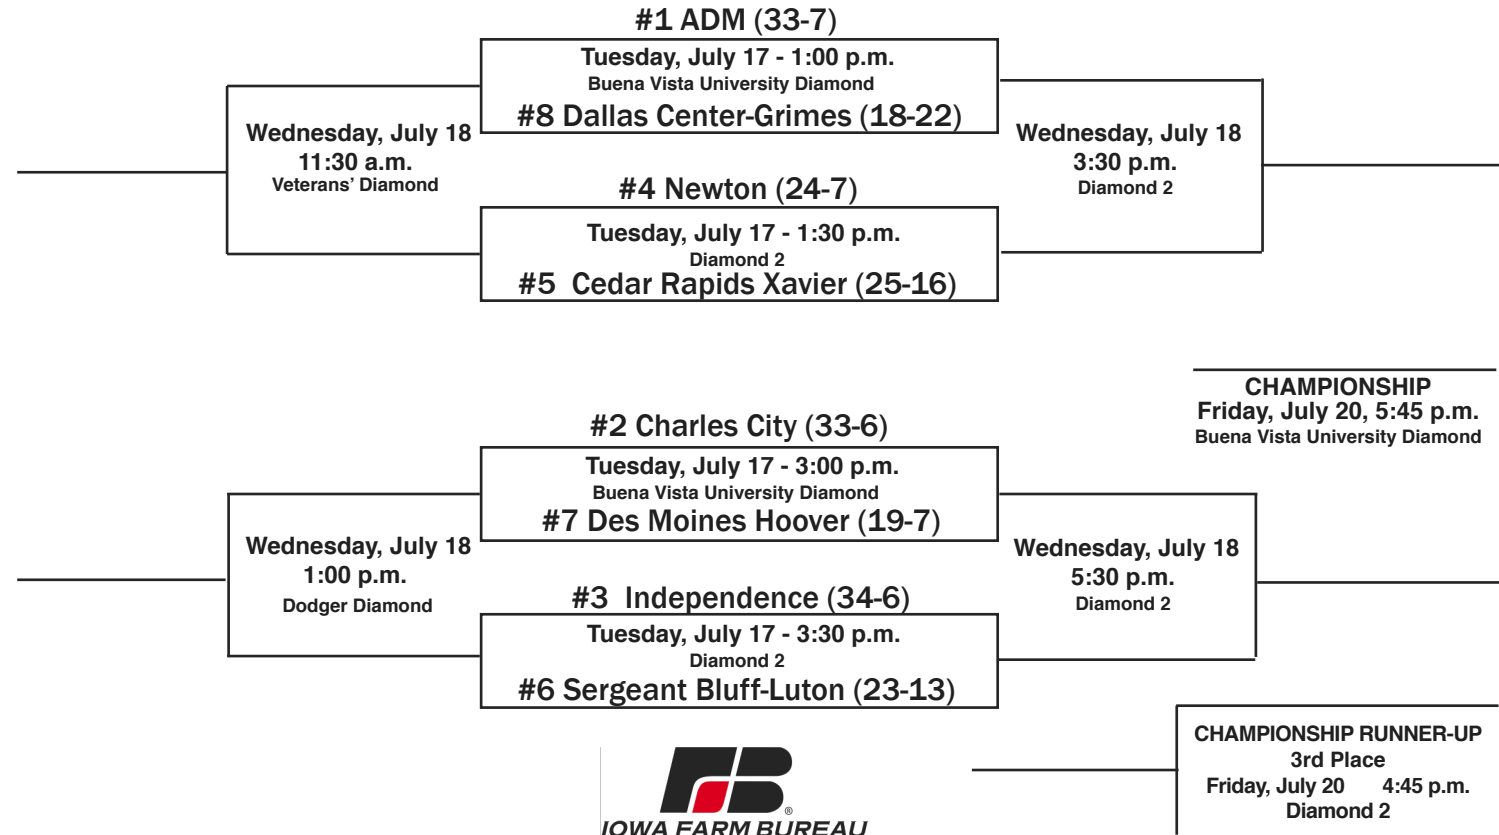 #1 ADM (33-7)
Tuesday, July 17 - 1:00 p.m.
Buena Vista University Diamond
#8 Dallas Center-Grimes (18-22)
Wednesday, July 18
11:30 a.m.
Veterans’ Diamond
Wednesday, July 18
3:30 p.m.
Diamond 2
#4 Newton (24-7)
Tuesday, July 17 - 1:30 p.m.
Diamond 2
#5 Cedar Rapids Xavier (25-16)
CHAMPIONSHIP
Friday, July 20, 5:45 p.m.
Buena Vista University Diamond
#2 Charles City (33-6)
Tuesday, July 17 - 3:00 p.m.
Buena Vista University Diamond
#7 Des Moines Hoover (19-7)
Wednesday, July 18
1:00 p.m.
Dodger Diamond
Wednesday, July 18
5:30 p.m.
Diamond 2
#3 Independence (34-6)
Tuesday, July 17 - 3:30 p.m.
Diamond 2
#6 Sergeant Bluff-Luton (23-13)
CHAMPIONSHIP RUNNER-UP
3rd Place
Friday, July 20 4:45 p.m.
Diamond 2
FB®
IOWA FARM BUREAU